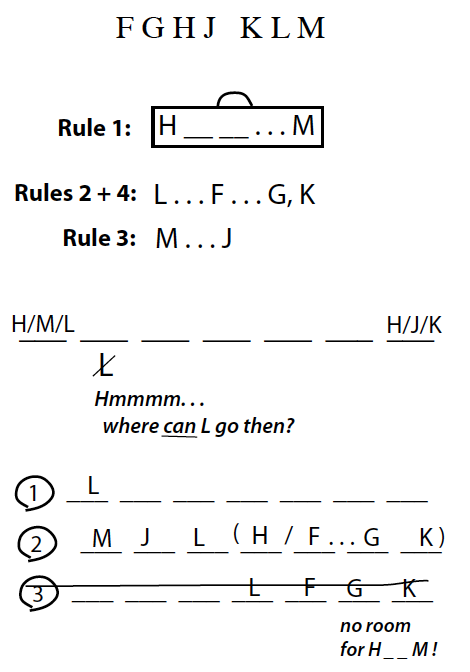 F G H J K L M
Rule 1: H __ __ . . . M
Rules 2 + 4: L . . . F . . . G, K
Rule 3: M . . . J
H/M/L ___ ___ ___ ___ ___ H/J/K
L
Hmmmm. . .
where can L go then?
1 L ___ ___ ___ ___ ___ ___
2 M J L ( H / F . . . G K )
3 ___ ___ ___ L F G K
no room
for H _ _ M !